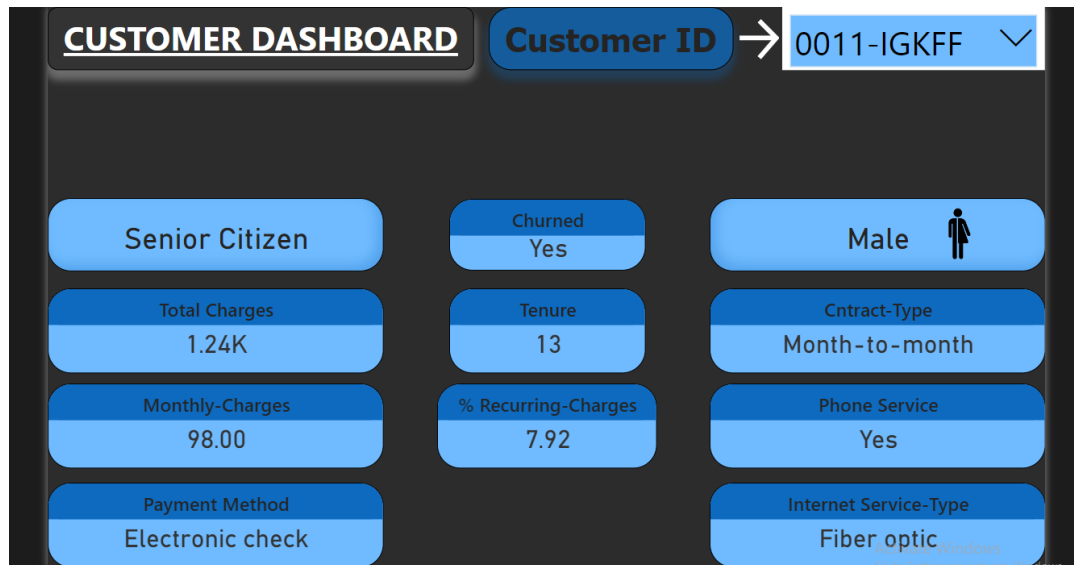 CUSTOMER DASHBOARD
Customer ID
0011-IGKFF
Senior Citizen
Churned
Yes
Male
Total Charges
1.24K
Tenure
13
Cntract-Type
Month-to-month
Monthly-Charges
98.00
% Recurring-Charges
7.92
Phone Service
Yes
Payment Method
Electronic check
Internet Service-Type
Fiber optic